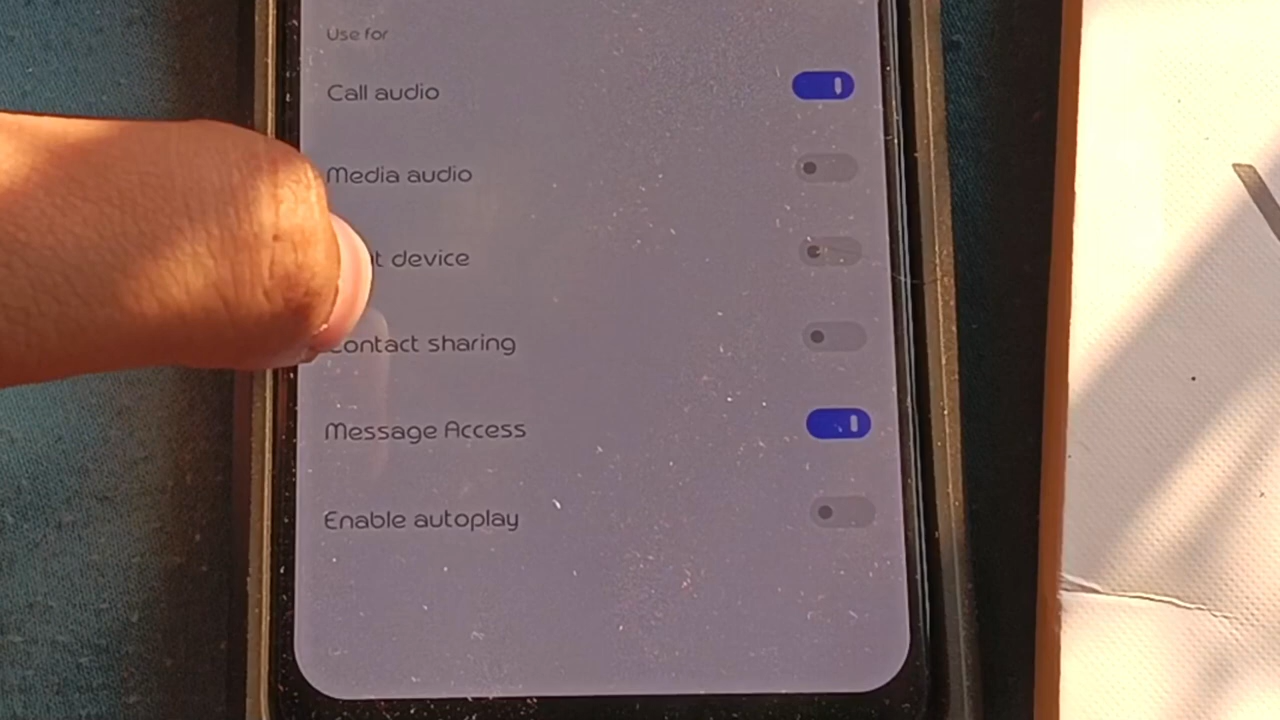 Use for
Call audio
Media audio
device
Contact sharing
Message Access
Enable autoplay